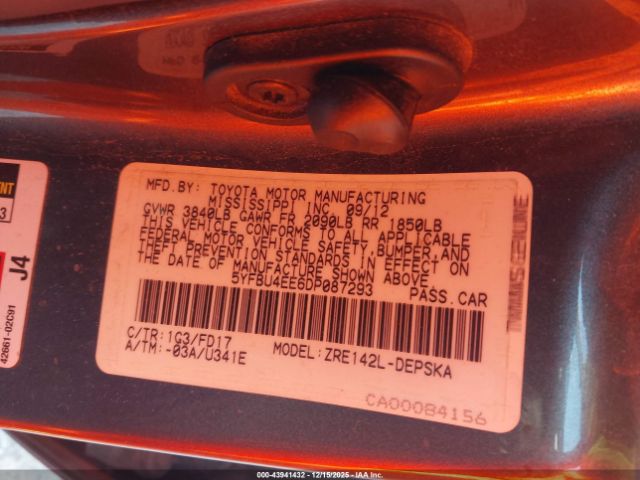 MFD.BY: TOYOTA MOTOR MANUFACTURING
MISSISSIPPI, INC. 09/12
GVWR 3840LB GAWR FR 2090LB RR 1850LB
THIS VEHICLE CONFORMS TO ALL APPLICABLE
FEDERAL MOTOR VEHICLE SAFETY, BUMPER, AND
THEFT PREVENTION STANDARDS IN EFFECT ON
THE DATE OF MANUFACTURE SHOWN ABOVE.
5YFBU4EE6DP087293 PASS.CAR
C/TR:1G3/FD17
A/TM:-03A/U341E
MODEL:ZRE142L-DEPSKA
CA00084156
J4
42661-02C91
000-43941432 - 12/15/2025 - IAA, Inc.